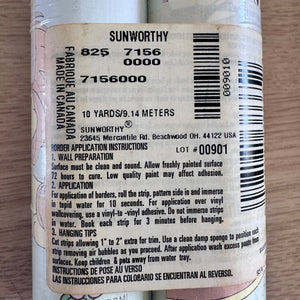 SUNWORTHY
825 7156
0000
7156000
FABRIQUE AU CANADA
MADE IN CANADA
009010
10 YARDS/9.14 METERS
SUNWORTHY®
23645 Mercantile Rd. Beachwood OH. 44122 USA
BORDER APPLICATION INSTRUCTIONS
LOT # 00901
1. WALL PREPARATION
Surface must be clean and sound. Allow freshly painted surface
72 hours to cure. Low quality paint may affect adhesion.
2. APPLICATION
For application of borders, roll the strip, pattern side in and immerse
in tepid water for 10 seconds. For application over vinyl
wallcovering, use a vinyl-to-vinyl adhesive. Do not immerse strips
in water. Book each strip for 3 minutes before hanging.
3. HANGING TIPS
Cut strips allowing 1" to 2" extra for trim. Use a clean damp sponge to position each
strip removing air bubbles as you proceed. After application wash excess paste from
surfaces. Keep children & pets away from water tray.
INSTRUCTIONS DE POSE AU VERSO
LAS INSTRUCCIONES PARA COLGARLO SE ENCUENTRAN AL REVERSO.